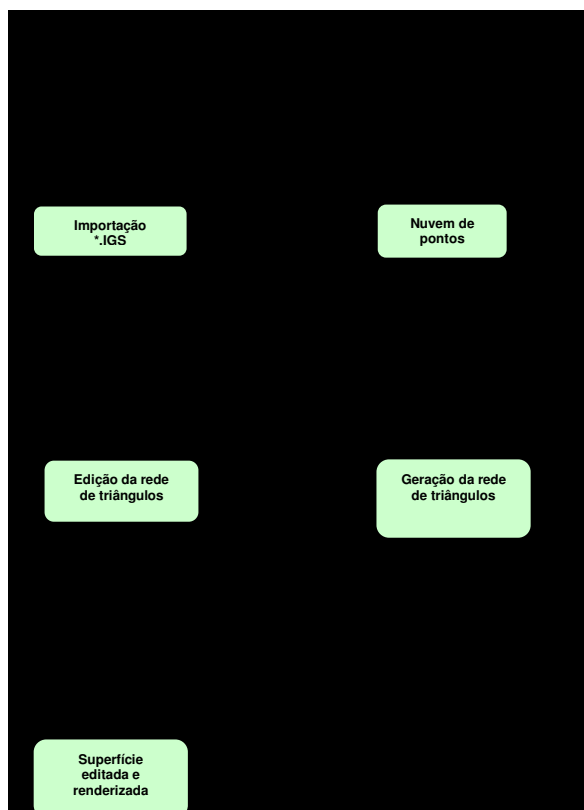 Importação
*.IGS
Nuvem de
pontos
Edição da rede
de triângulos
Geração da rede
de triângulos
Superfície
editada e
renderizada